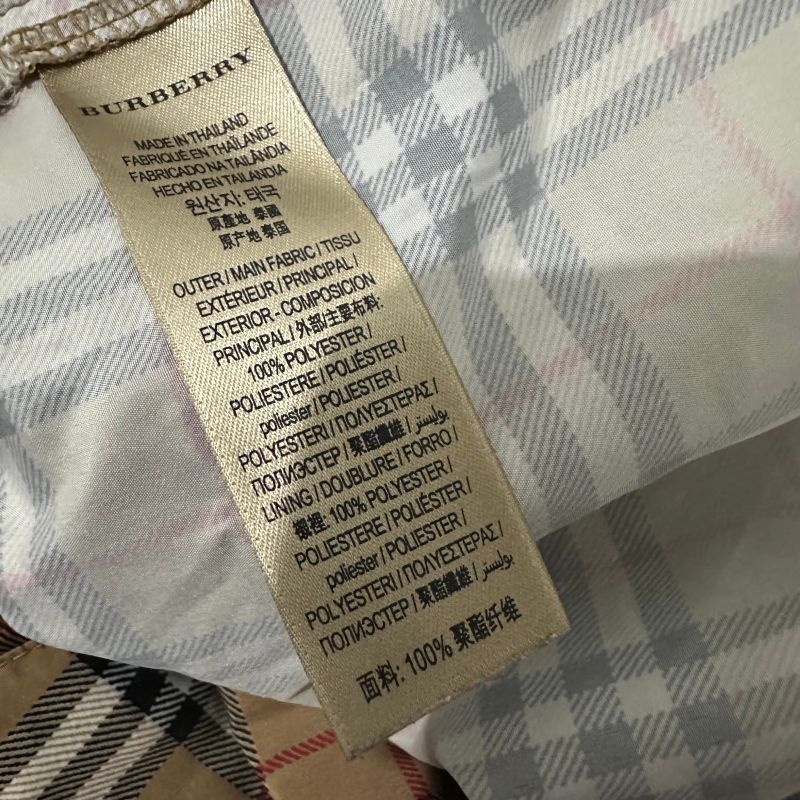 BURBERRY
MADE IN THAILAND
FABRIQUE EN THAÏLANDE
FABRICADO NA TAILÂNDIA
HECHO EN TAILANDIA
원산지: 태국
原產地 泰國
原产地 泰国
OUTER / MAIN FABRIC / TISSU
EXTÉRIEUR / PRINCIPAL /
EXTERIOR - COMPOSICION
PRINCIPAL / 外部/主要布料:
100% POLYESTER /
POLIESTERE / POLIÉSTER /
poliester / POLIESTER /
POLYESTERI / ΠΟΛΥΕΣΤΕΡΑΣ /
ПОЛИЭСТЕР / 聚酯纖維 / بوليستر
LINING / DOUBLURE / FORRO /
襯裡: 100% POLYESTER /
POLIESTERE / POLIÉSTER /
poliester / POLIESTER /
POLYESTERI / ΠΟΛΥΕΣΤΕΡΑΣ /
ПОЛИЭСТЕР / 聚酯纖維 / بوليستر
面料: 100% 聚酯纤维